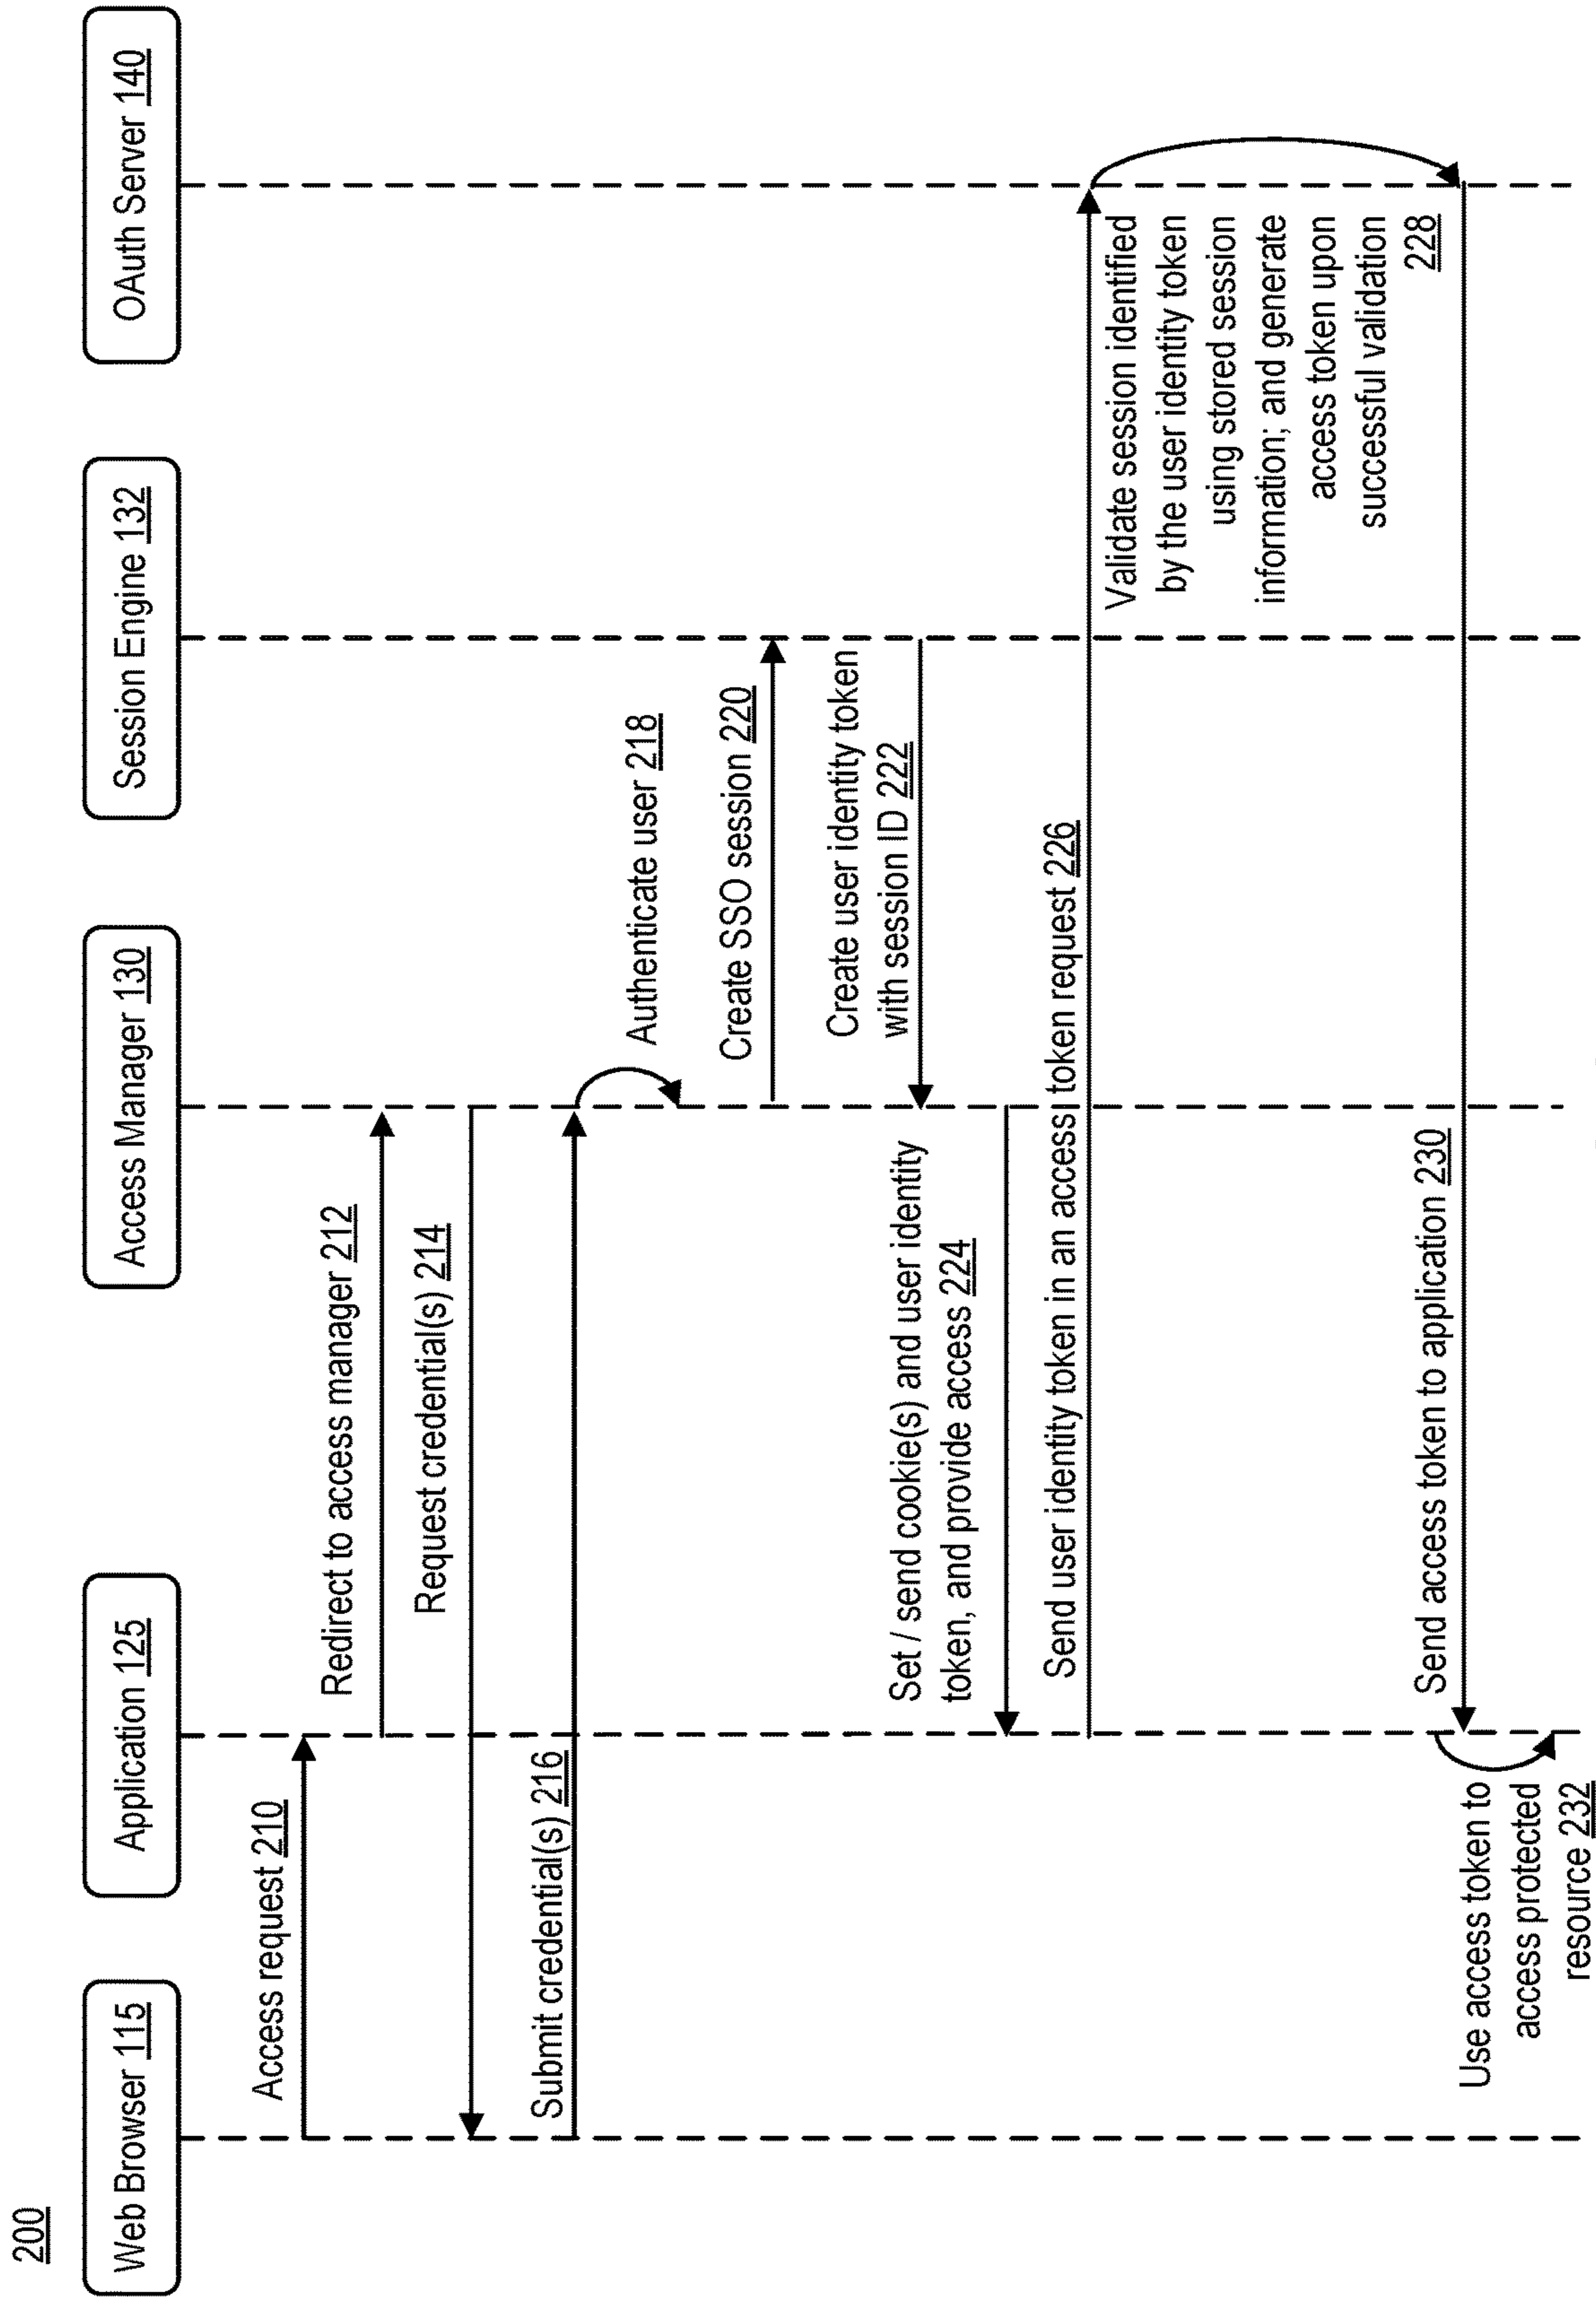 200
Web Browser 115
Application 125
Access Manager 130
Session Engine 132
OAuth Server 140
Access request 210
Redirect to access manager 212
Request credential(s) 214
Submit credential(s) 216
Authenticate user 218
Create SSO session 220
Create user identity token
with session ID 222
Set / send cookie(s) and user identity
token, and provide access 224
Send user identity token in an access token request 226
Validate session identified
by the user identity token
using stored session
information; and generate
access token upon
successful validation
228
Send access token to application 230
Use access token to
access protected
resource 232